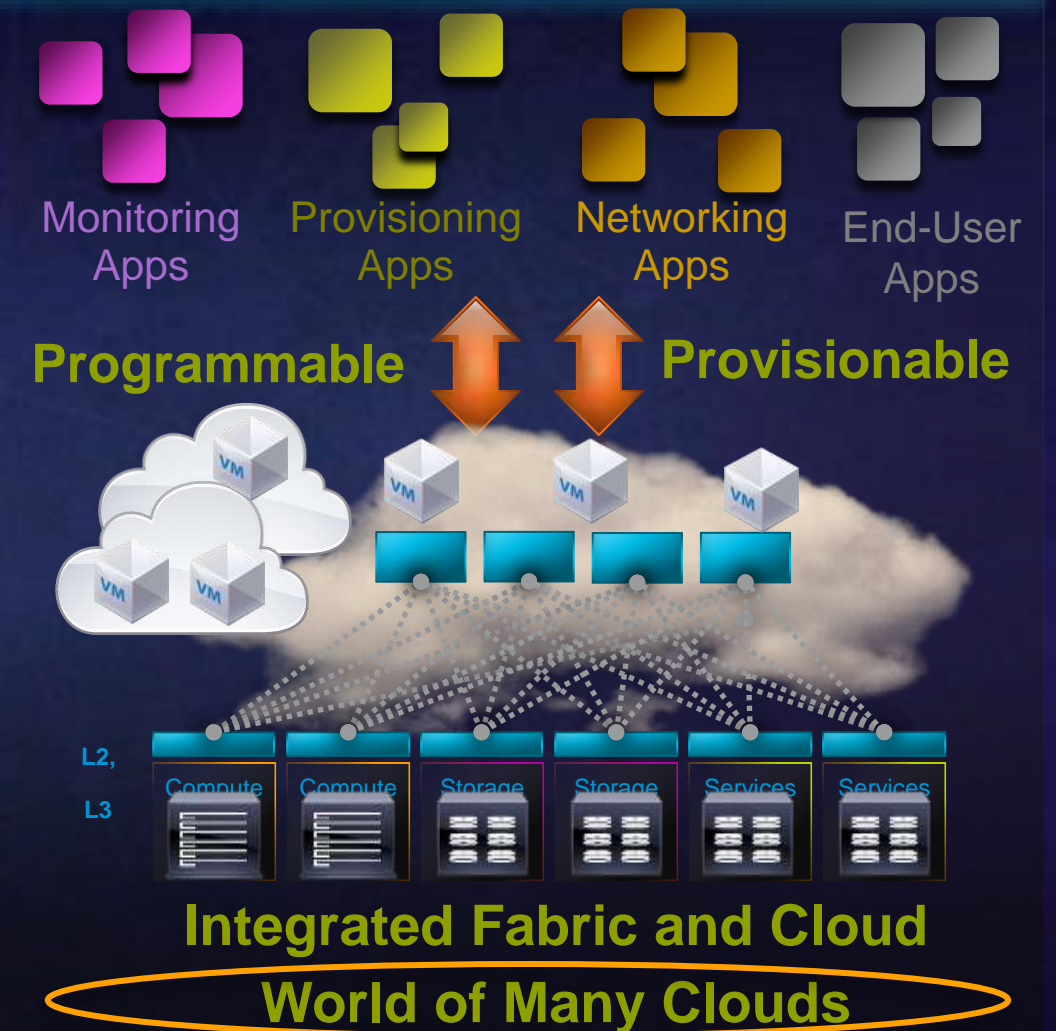 Monitoring
Apps
Provisioning
Apps
Networking
Apps
End-User
Apps
Programmable
Provisionable
VM
VM
VM
VM
VM
VM
L2,
L3
Compute
Compute
Storage
Storage
Services
Services
Integrated Fabric and Cloud
World of Many Clouds